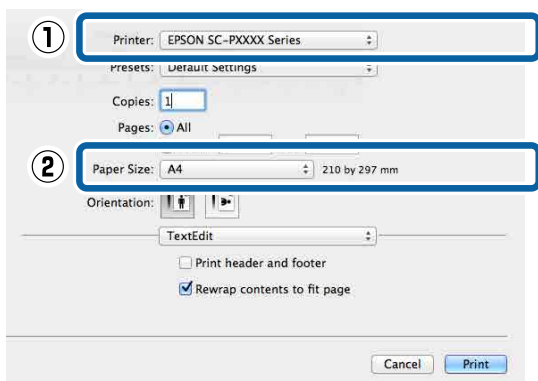 ① Printer: EPSON SC-PXXXX Series
Presets: Default Settings
Copies: 1
Pages: All
② Paper Size: A4 210 by 297 mm
Orientation:
TextEdit
Print header and footer
Rewrap contents to fit page
Cancel Print